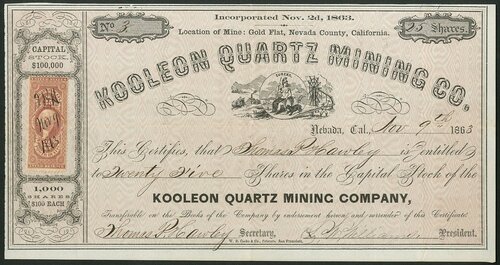 Incorporated Nov. 2d, 1863.
No 3
25 Shares.
Location of Mine: Gold Flat, Nevada County, California.
CAPITAL
STOCK,
$100,000
KOOLEON QUARTZ MINING CO.
Nevada, Cal., Nov. 9th 1863
This Certifies, that Thomas P. Hawley is entitled
to Twenty Five Shares in the Capital Stock of the
KOOLEON QUARTZ MINING COMPANY,
Transferable on the Books of the Company by endorsement hereon, and surrender of this Certificate.
Thomas P. Hawley Secretary, President.
1,000
SHARES
$100 EACH